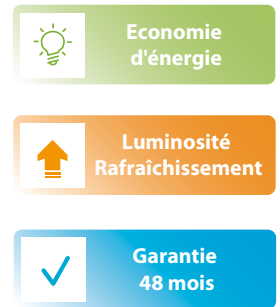 Economie
d'énergie
Luminosité
Rafraîchissement
Garantie
48 mois